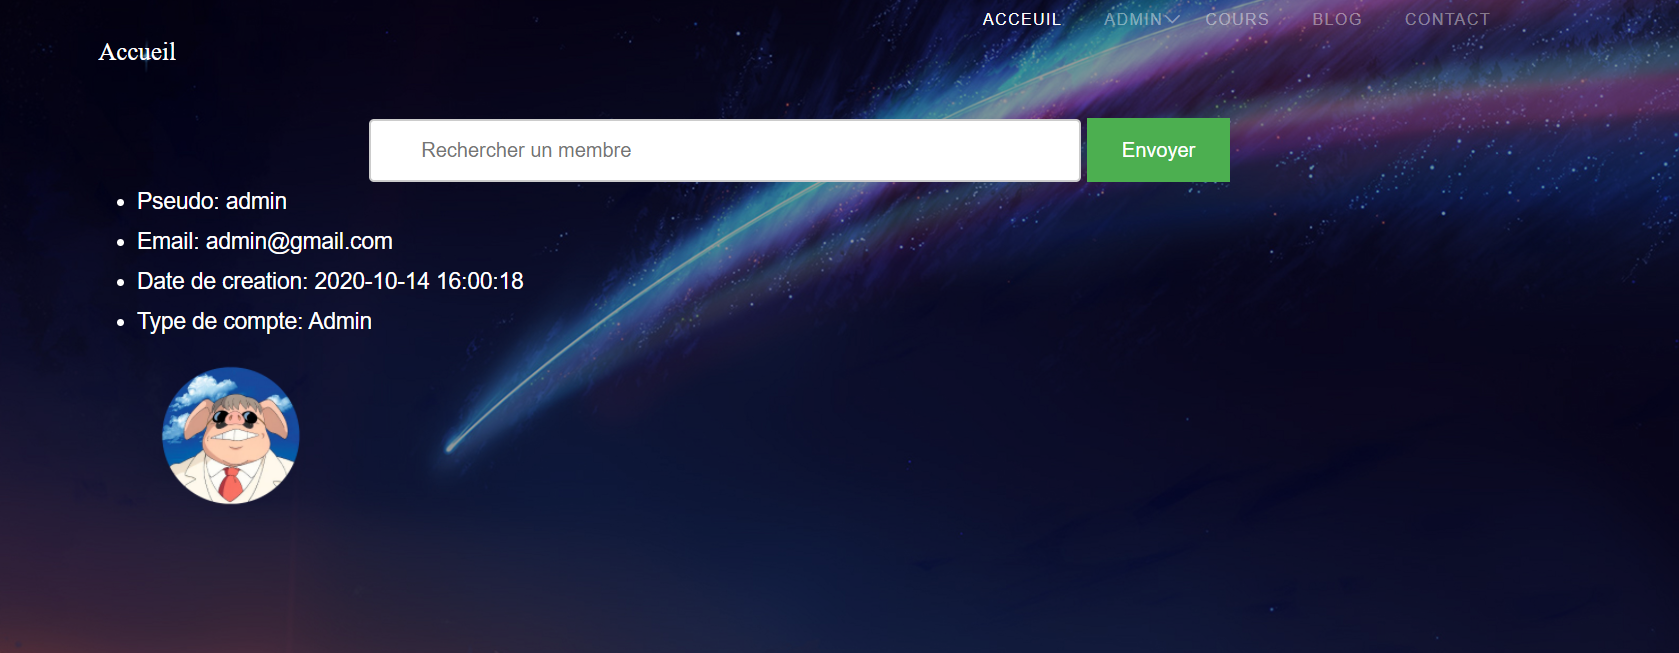 ACCEUIL ADMIN COURS BLOG CONTACT
Accueil
Rechercher un membre Envoyer
Pseudo: admin
Email: admin@gmail.com
Date de creation: 2020-10-14 16:00:18
Type de compte: Admin